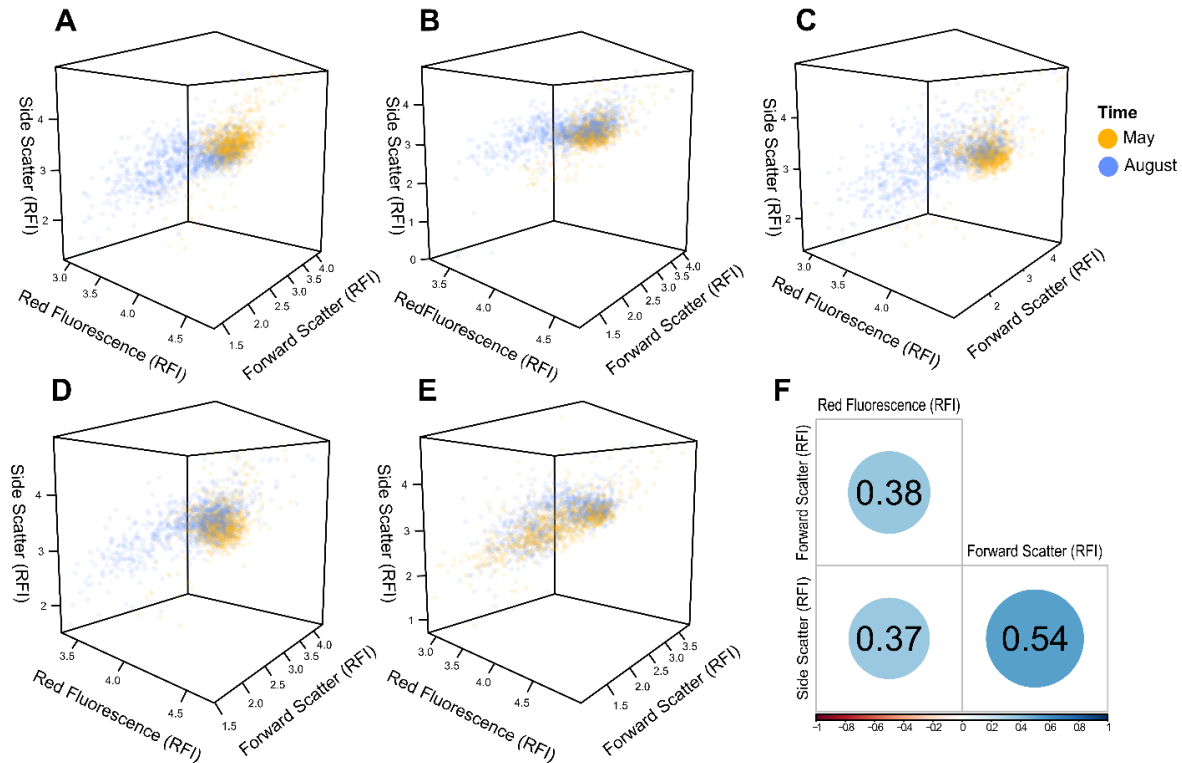 A
Side Scatter (RFI)
4
3
2
3.0
3.5
4.0
4.5
Red Fluorescence (RFI)
1.5
2.0
2.5
3.0
3.5
4.0
Forward Scatter (RFI)
B
Side Scatter (RFI)
4
3
2
1
0
3.5
4.0
4.5
RedFluorescence (RFI)
1.5
2.0
2.5
3.0
3.5
4.0
Forward Scatter (RFI)
C
Side Scatter (RFI)
4
3
2
3.0
3.5
4.0
Red Fluorescence (RFI)
2
3
4
Forward Scatter (RFI)
Time
May
August
D
Side Scatter (RFI)
4
3
2
3.5
4.0
4.5
Red Fluorescence (RFI)
1.5
2.0
2.5
3.0
3.5
4.0
Forward Scatter (RFI)
E
Side Scatter (RFI)
4
3
2
1
3.0
3.5
4.0
4.5
Red Fluorescence (RFI)
1.5
2.0
2.5
3.0
3.5
Forward Scatter (RFI)
F
Red Fluorescence (RFI)
Forward Scatter (RFI)
0.38
Forward Scatter (RFI)
Side Scatter (RFI)
0.37
0.54
-1 -0.8 -0.6 -0.4 -0.2 0 0.2 0.4 0.6 0.8 1